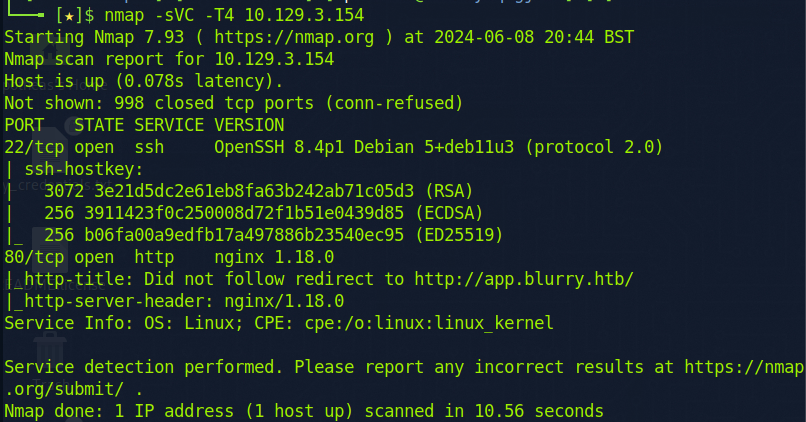 [★]$ nmap -sVC -T4 10.129.3.154
Starting Nmap 7.93 ( https://nmap.org ) at 2024-06-08 20:44 BST
Nmap scan report for 10.129.3.154
Host is up (0.078s latency).
Not shown: 998 closed tcp ports (conn-refused)
PORT   STATE SERVICE VERSION
22/tcp open  ssh     OpenSSH 8.4p1 Debian 5+deb11u3 (protocol 2.0)
| ssh-hostkey:
|   3072 3e21d5dc2e61eb8fa63b242ab71c05d3 (RSA)
|   256 3911423f0c250008d72f1b51e0439d85 (ECDSA)
|_  256 b06fa00a9edfb17a497886b23540ec95 (ED25519)
80/tcp open  http    nginx 1.18.0
|_http-title: Did not follow redirect to http://app.blurry.htb/
|_http-server-header: nginx/1.18.0
Service Info: OS: Linux; CPE: cpe:/o:linux:linux_kernel

Service detection performed. Please report any incorrect results at https://nmap
.org/submit/ .
Nmap done: 1 IP address (1 host up) scanned in 10.56 seconds